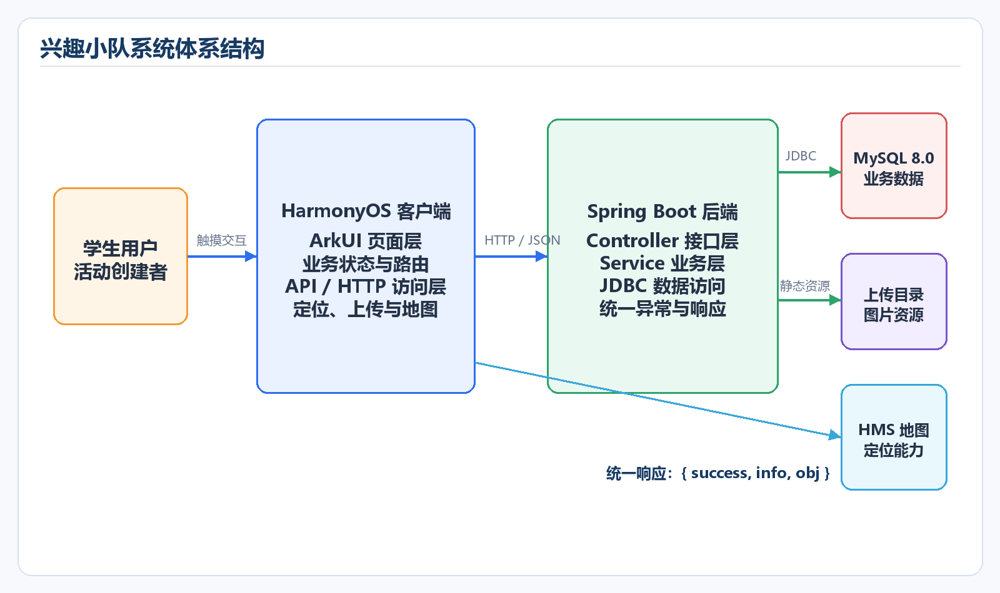 兴趣小队系统体系结构
学生用户
活动创建者
触摸交互
HarmonyOS 客户端
ArkUI 页面层
业务状态与路由
API / HTTP 访问层
定位、上传与地图
HTTP / JSON
Spring Boot 后端
Controller 接口层
Service 业务层
JDBC 数据访问
统一异常与响应
JDBC
MySQL 8.0
业务数据
静态资源
上传目录
图片资源
HMS 地图
定位能力
统一响应：{ success, info, obj }